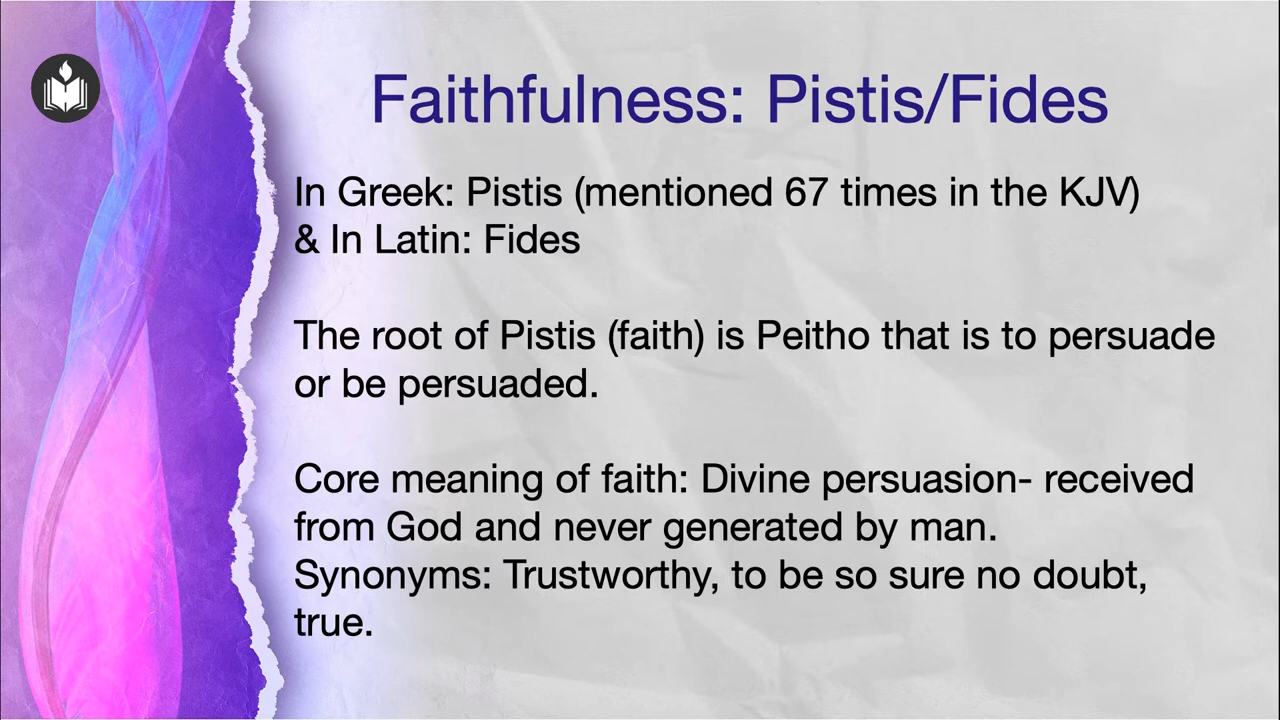 Faithfulness: Pistis/Fides
In Greek: Pistis (mentioned 67 times in the KJV)
& In Latin: Fides
The root of Pistis (faith) is Peitho that is to persuade
or be persuaded.
Core meaning of faith: Divine persuasion- received
from God and never generated by man.
Synonyms: Trustworthy, to be so sure no doubt,
true.